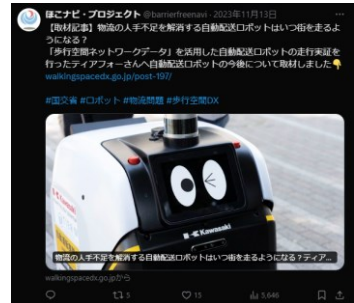 ほこナビ・プロジェクト @barrierfreenavi · 2023年11月13日
【取材記事】物流の人手不足を解消する自動配送ロボットはいつ街を走るよ
うになる？
「歩行空間ネットワークデータ」を活用した自動配送ロボットの走行実証を
行ったティアフォーさんへ自動配送ロボットの今後について取材しました👇
walkingspacedx.go.jp/post-197/
#国交省 #ロボット #物流問題 #歩行空間DX
Kawasaki
物流の人手不足を解消する自動配送ロボットはいつ街を走るようになる？ティア...
walkingspacedx.go.jpから
5
15
5,646